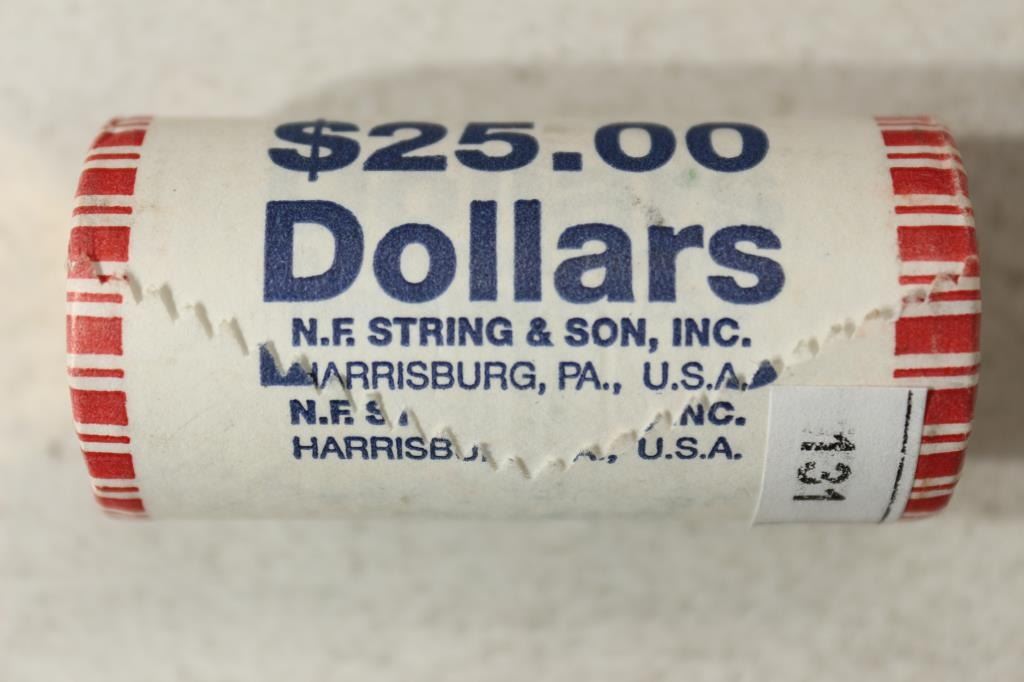 $25.00
Dollars
N.F. STRING & SON, INC.
HARRISBURG, PA., U.S.A.
N.F. INC.
U.S.A.
131